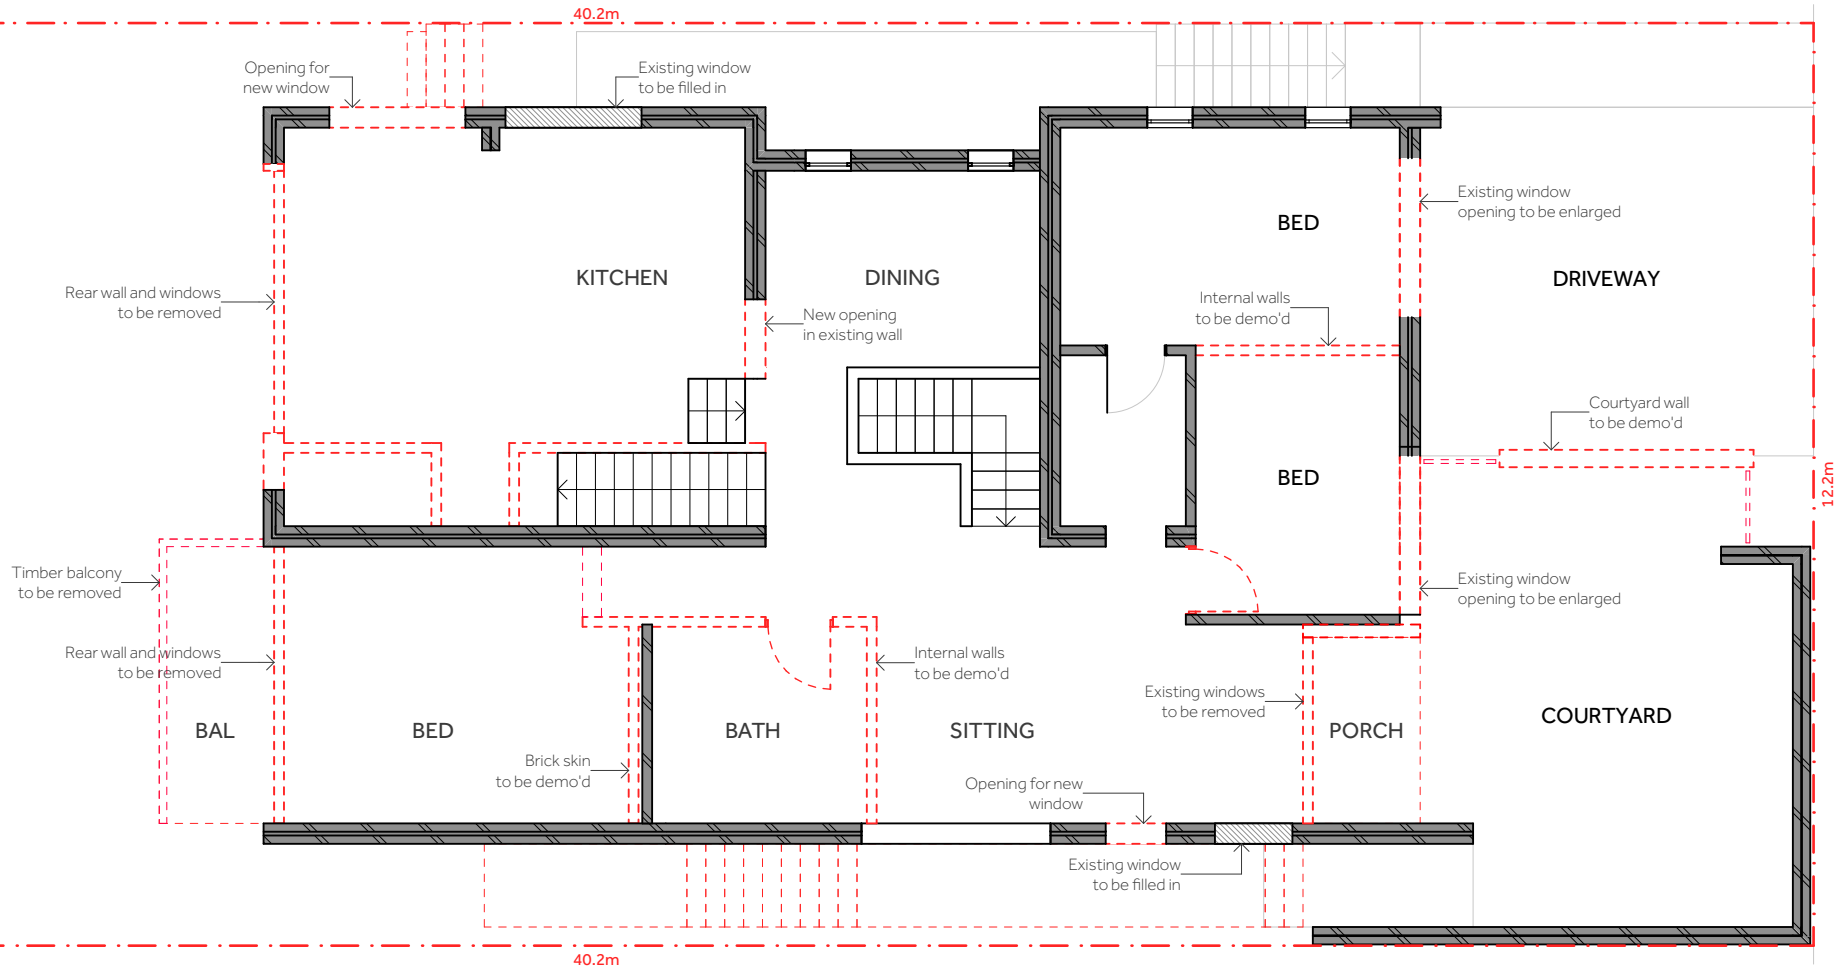 40.2m
Opening for
new window
Existing window
to be filled in
Existing window
opening to be enlarged
BED
KITCHEN
DINING
DRIVEWAY
Rear wall and windows
to be removed
Internal walls
to be demo'd
New opening
in existing wall
Courtyard wall
to be demo'd
BED
12.2m
Timber balcony
to be removed
Existing window
opening to be enlarged
Rear wall and windows
to be removed
Internal walls
to be demo'd
Existing windows
to be removed
BAL
BED
BATH
SITTING
PORCH
COURTYARD
Brick skin
to be demo'd
Opening for new
window
Existing window
to be filled in
40.2m